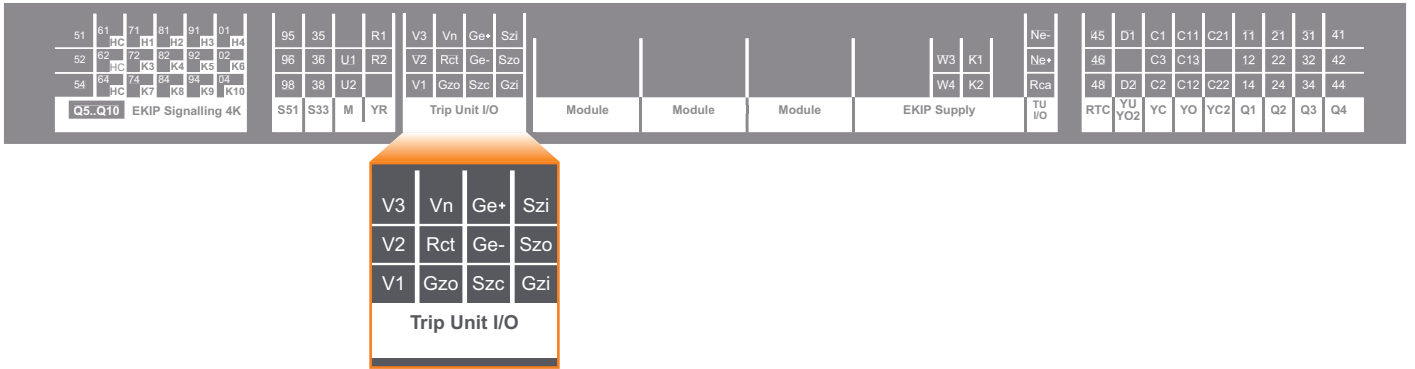 51 61 HC 71 H1 81 H2 91 H3 01 H4 95 35 R1 V3 Vn Ge+ Szi Ne- 45 D1 C1 C11 C21 11 21 31 41
52 62 HC 72 K3 82 K4 92 K5 02 K6 96 36 U1 R2 V2 Rct Ge- Szo W3 K1 Ne+ 46 C3 C13 12 22 32 42
54 64 HC 74 K7 84 K8 94 K9 04 K10 98 38 U2 V1 Gzo Szc Gzi W4 K2 Rca 48 D2 C2 C12 C22 14 24 34 44
Q5..Q10 EKIP Signalling 4K S51 S33 M YR Trip Unit I/O Module Module Module EKIP Supply TU I/O RTC YU YO2 YC YO YC2 Q1 Q2 Q3 Q4
V3 Vn Ge+ Szi
V2 Rct Ge- Szo
V1 Gzo Szc Gzi
Trip Unit I/O